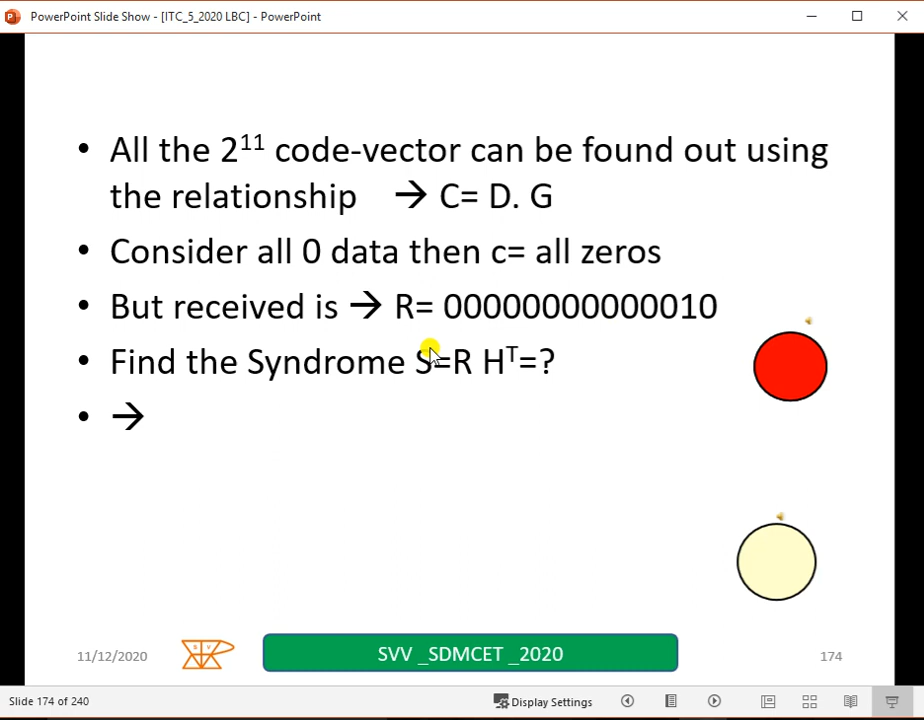 PowerPoint Slide Show - [ITC_5_2020 LBC] - PowerPoint
• All the 2¹¹ code-vector can be found out using
the relationship → C= D. G
• Consider all 0 data then c= all zeros
• But received is → R= 000000000000010
• Find the Syndrome S=R Hᵀ=?
• →
11/12/2020
S V
SVV _SDMCET _2020
174
Slide 174 of 240
Display Settings